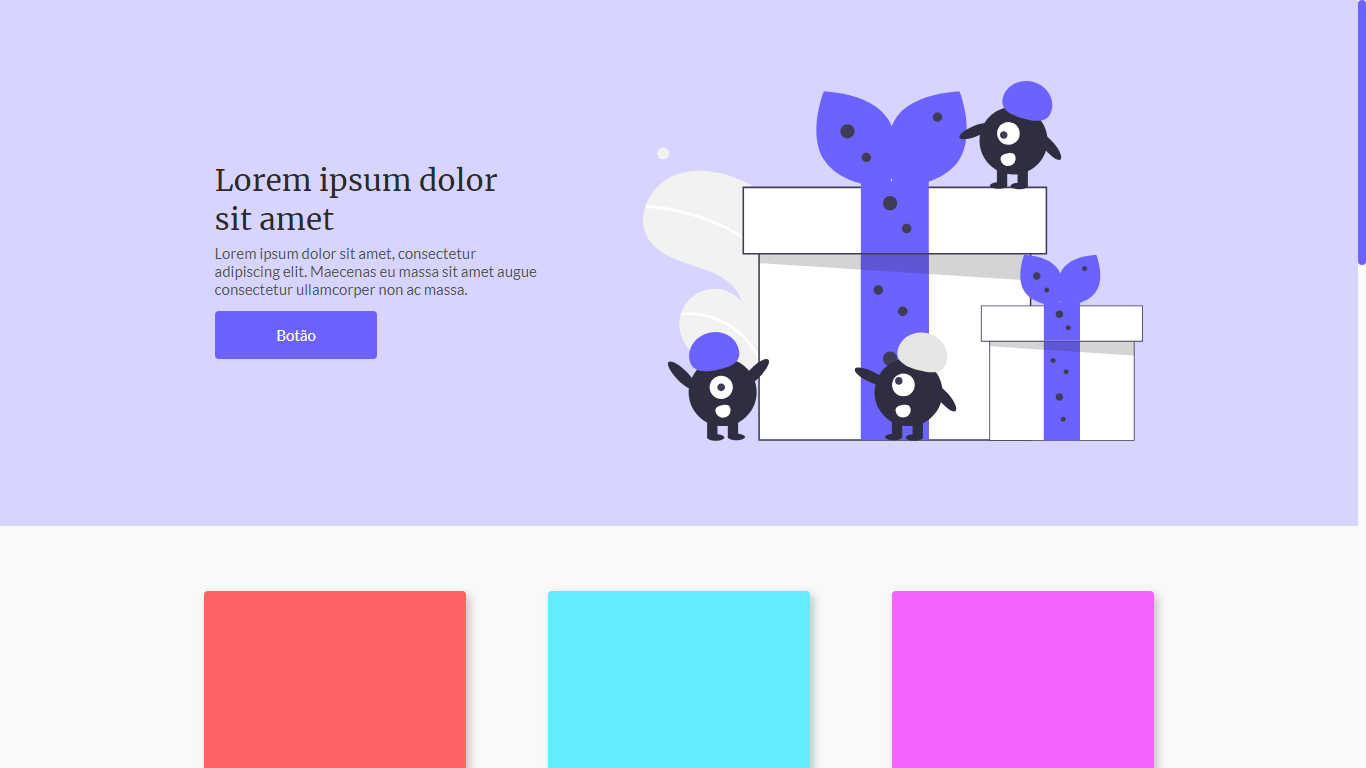 Lorem ipsum dolor
sit amet
Lorem ipsum dolor sit amet, consectetur
adipiscing elit. Maecenas eu massa sit amet augue
consectetur ullamcorper non ac massa.
Botão